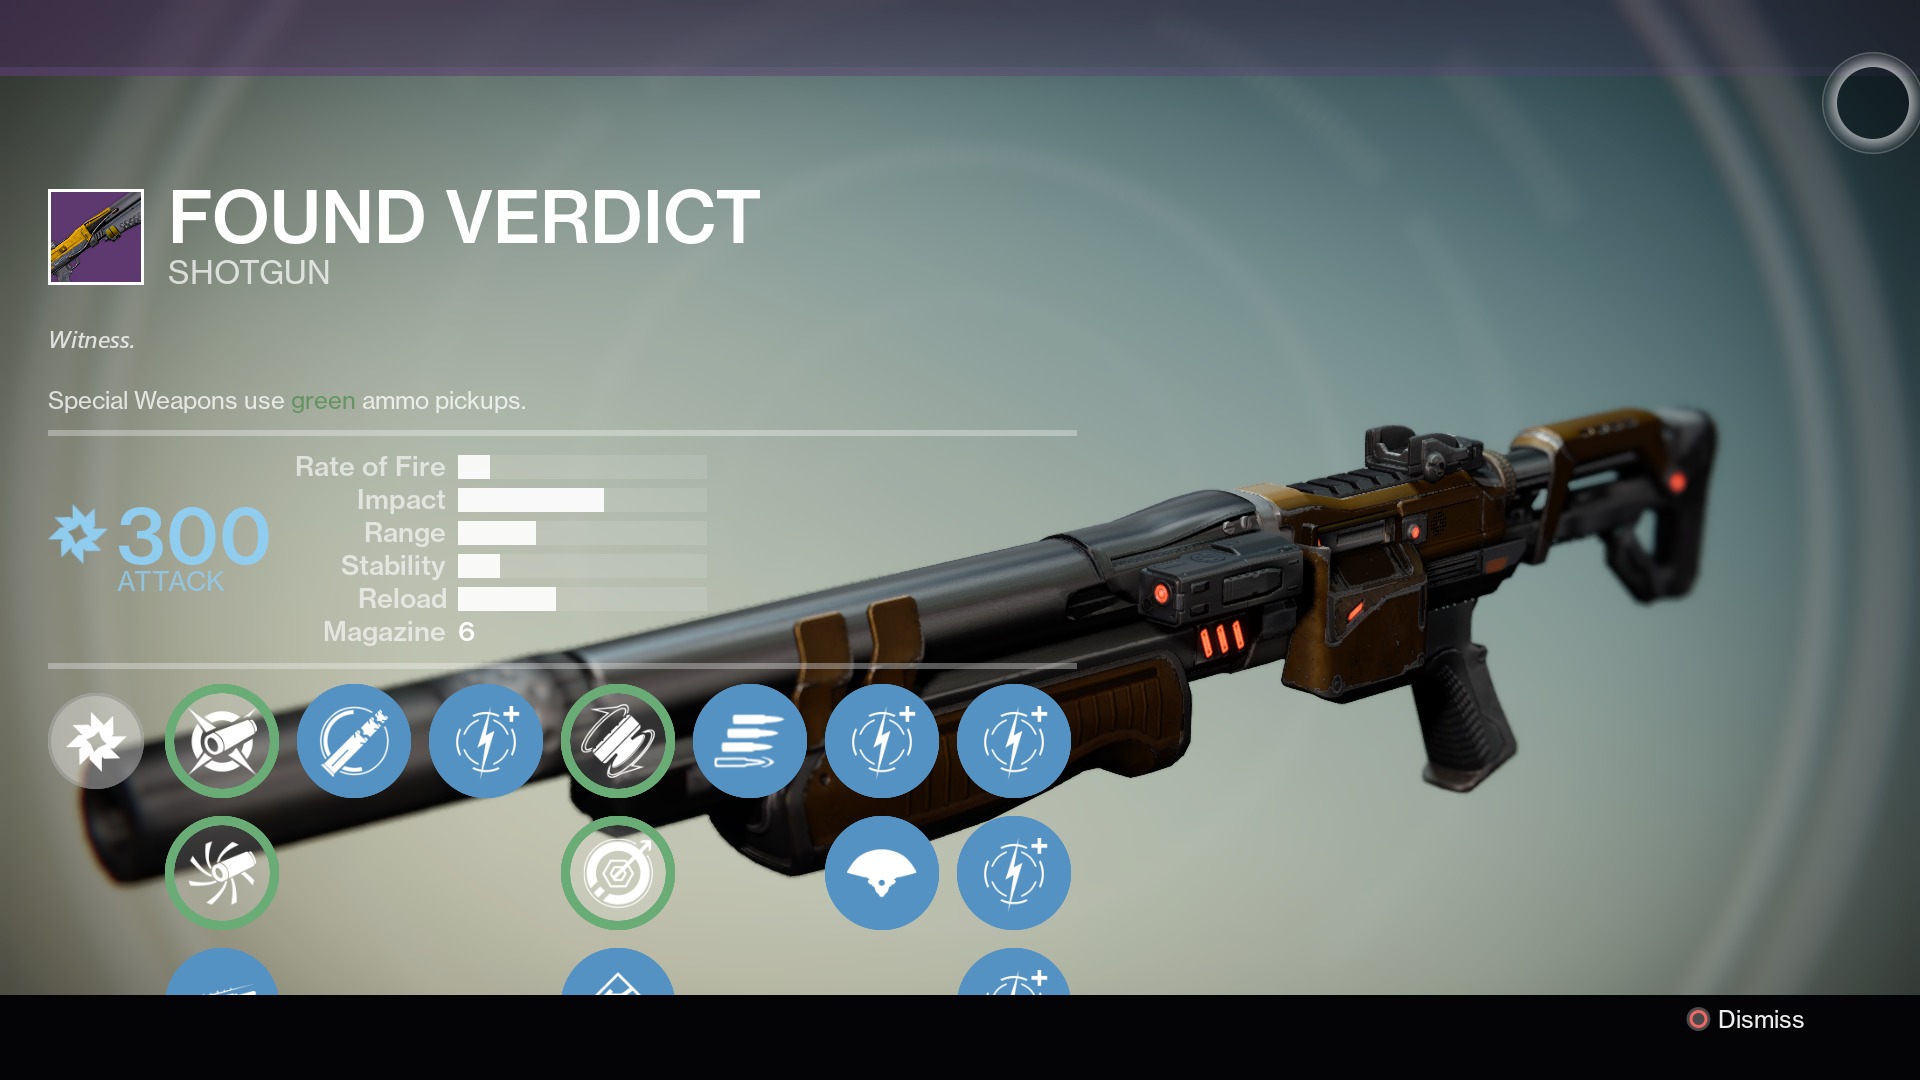 FOUND VERDICT
SHOTGUN
Witness.
Special Weapons use green ammo pickups.
300
ATTACK
Rate of Fire
Impact
Range
Stability
Reload
Magazine 6
Dismiss